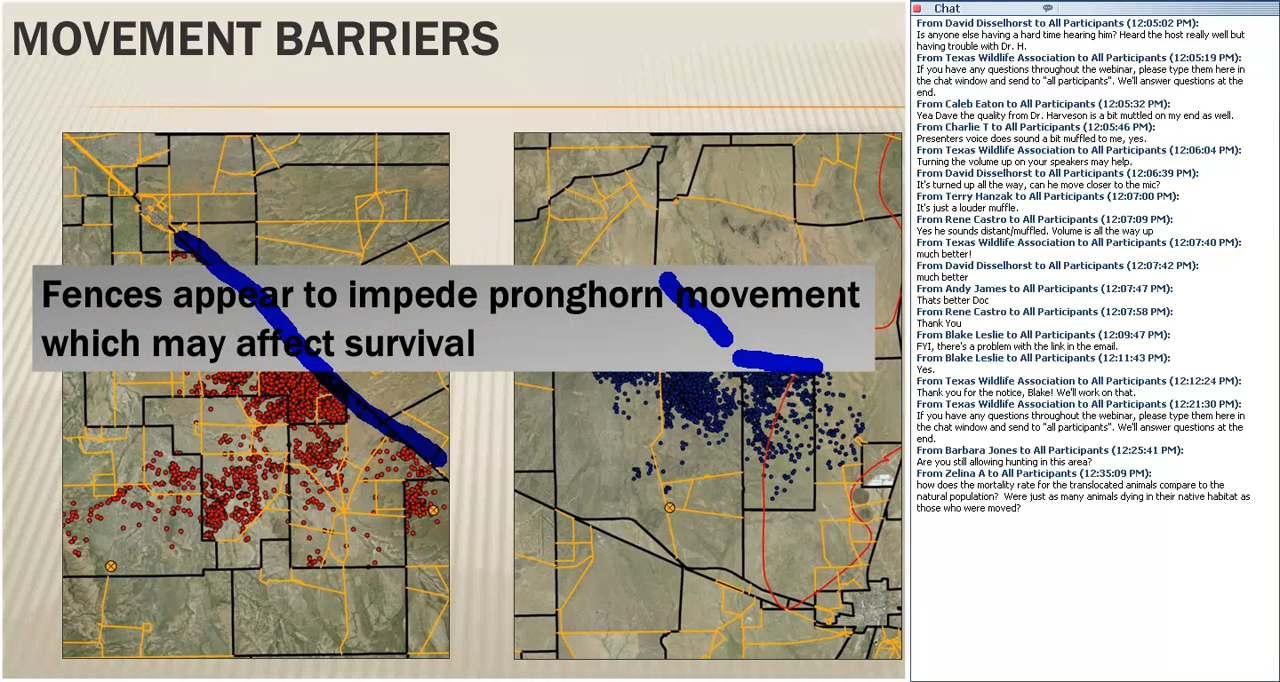 MOVEMENT BARRIERS
Fences appear to impede pronghorn movement
which may affect survival
Chat
From David Disselhorst to All Participants (12:05:02 PM):
Is anyone else having a hard time hearing him? Heard the host really well but
having trouble with Dr. H.
From Texas Wildlife Association to All Participants (12:05:19 PM):
If you have any questions throughout the webinar, please type them here in
the chat window and send to "all participants". We'll answer questions at the
end.
From Caleb Eaton to All Participants (12:05:32 PM):
Yea Dave the quality from Dr. Harveson is a bit muttled on my end as well.
From Charlie T to All Participants (12:05:46 PM):
Presenters voice does sound a bit muffled to me, yes.
From Texas Wildlife Association to All Participants (12:06:04 PM):
Turning the volume up on your speakers may help.
From David Disselhorst to All Participants (12:06:39 PM):
It's turned up all the way, can he move closer to the mic?
From Terry Hanzak to All Participants (12:07:00 PM):
It's just a louder muffle.
From Rene Castro to All Participants (12:07:09 PM):
Yes he sounds distant/muffled. Volume is all the way up
From Texas Wildlife Association to All Participants (12:07:40 PM):
much better!
From David Disselhorst to All Participants (12:07:42 PM):
much better
From Andy James to All Participants (12:07:47 PM):
Thats better Doc
From Rene Castro to All Participants (12:07:58 PM):
Thank You
From Blake Leslie to All Participants (12:09:47 PM):
FYI, there's a problem with the link in the email.
From Blake Leslie to All Participants (12:11:43 PM):
Yes.
From Texas Wildlife Association to All Participants (12:12:24 PM):
Thank you for the notice, Blake! We'll work on that.
From Texas Wildlife Association to All Participants (12:21:30 PM):
If you have any questions throughout the webinar, please type them here in
the chat window and send to "all participants". We'll answer questions at the
end.
From Barbara Jones to All Participants (12:25:41 PM):
Are you still allowing hunting in this area?
From Zelina A to All Participants (12:35:09 PM):
how does the mortality rate for the translocated animals compare to the
natural population? Were just as many animals dying in their native habitat as
those who were moved?